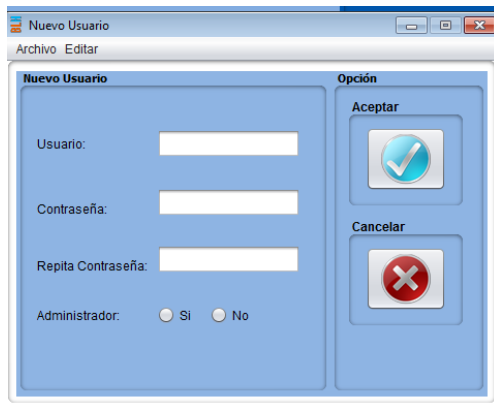 Nuevo Usuario
Archivo Editar
Nuevo Usuario
Usuario:
Contraseña:
Repita Contraseña:
Administrador: Si No
Opción
Aceptar
Cancelar